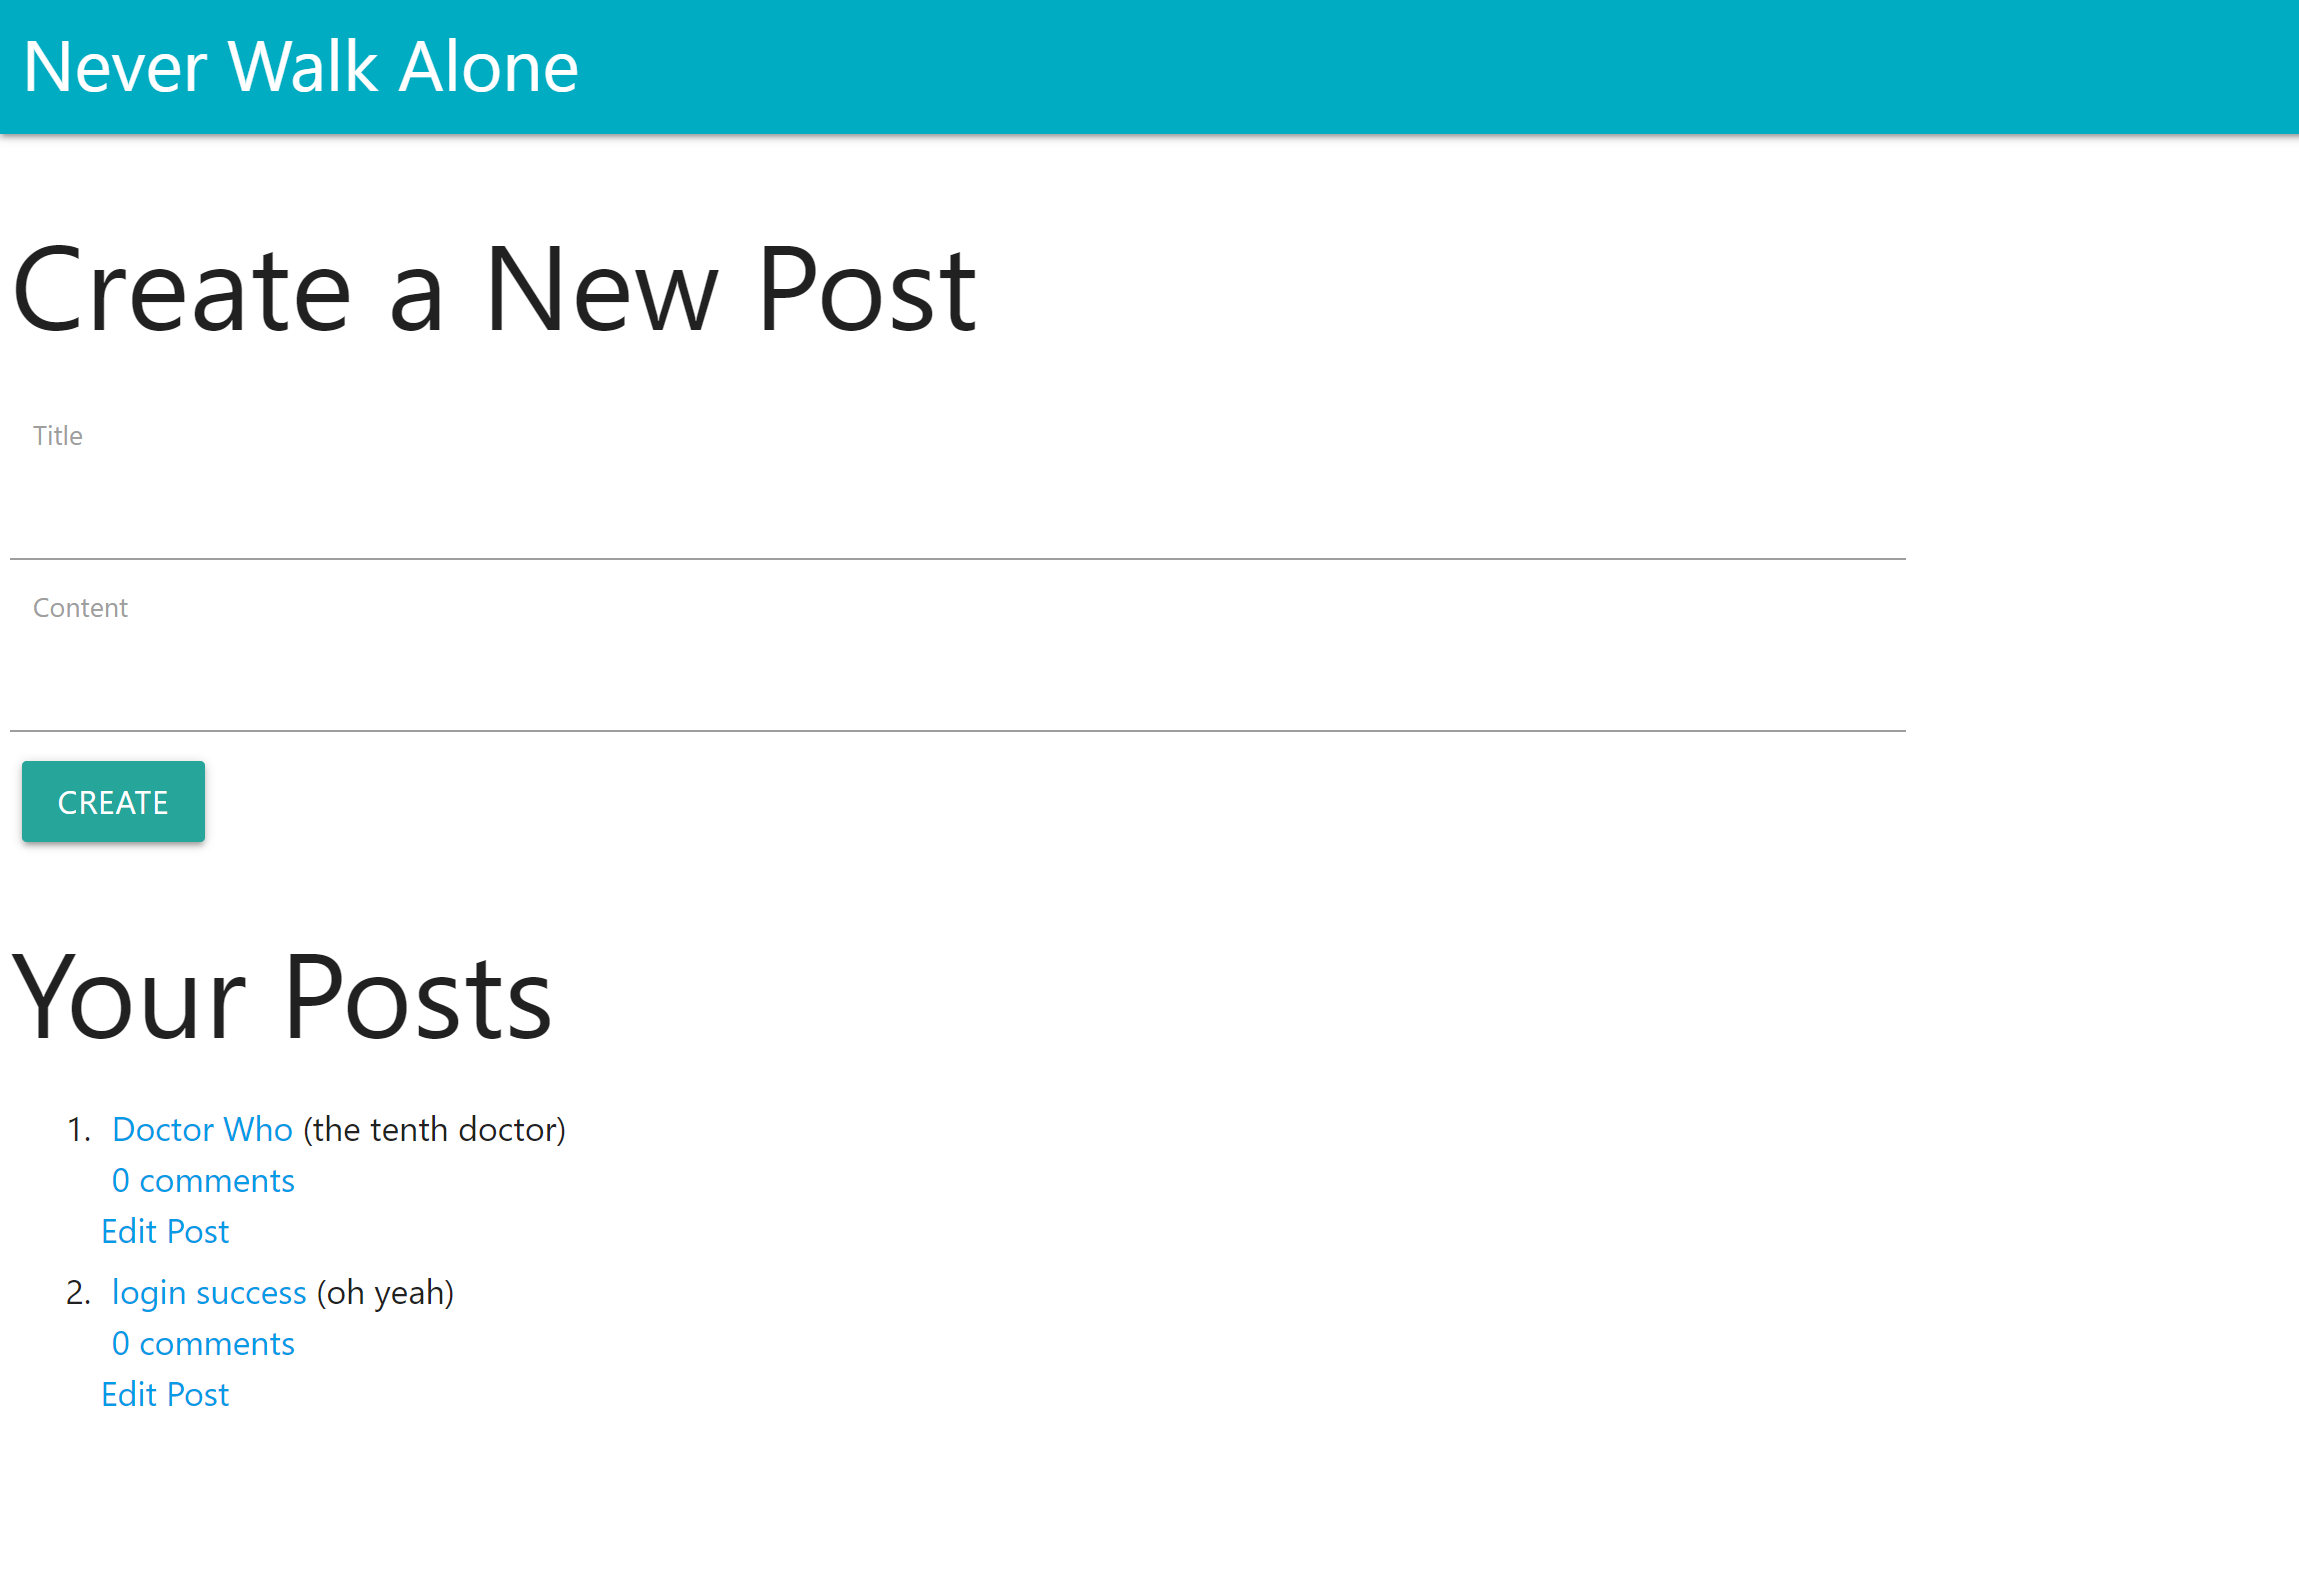 Never Walk Alone
Create a New Post
Title
Content
CREATE
Your Posts
1. Doctor Who (the tenth doctor)
0 comments
Edit Post
2. login success (oh yeah)
0 comments
Edit Post